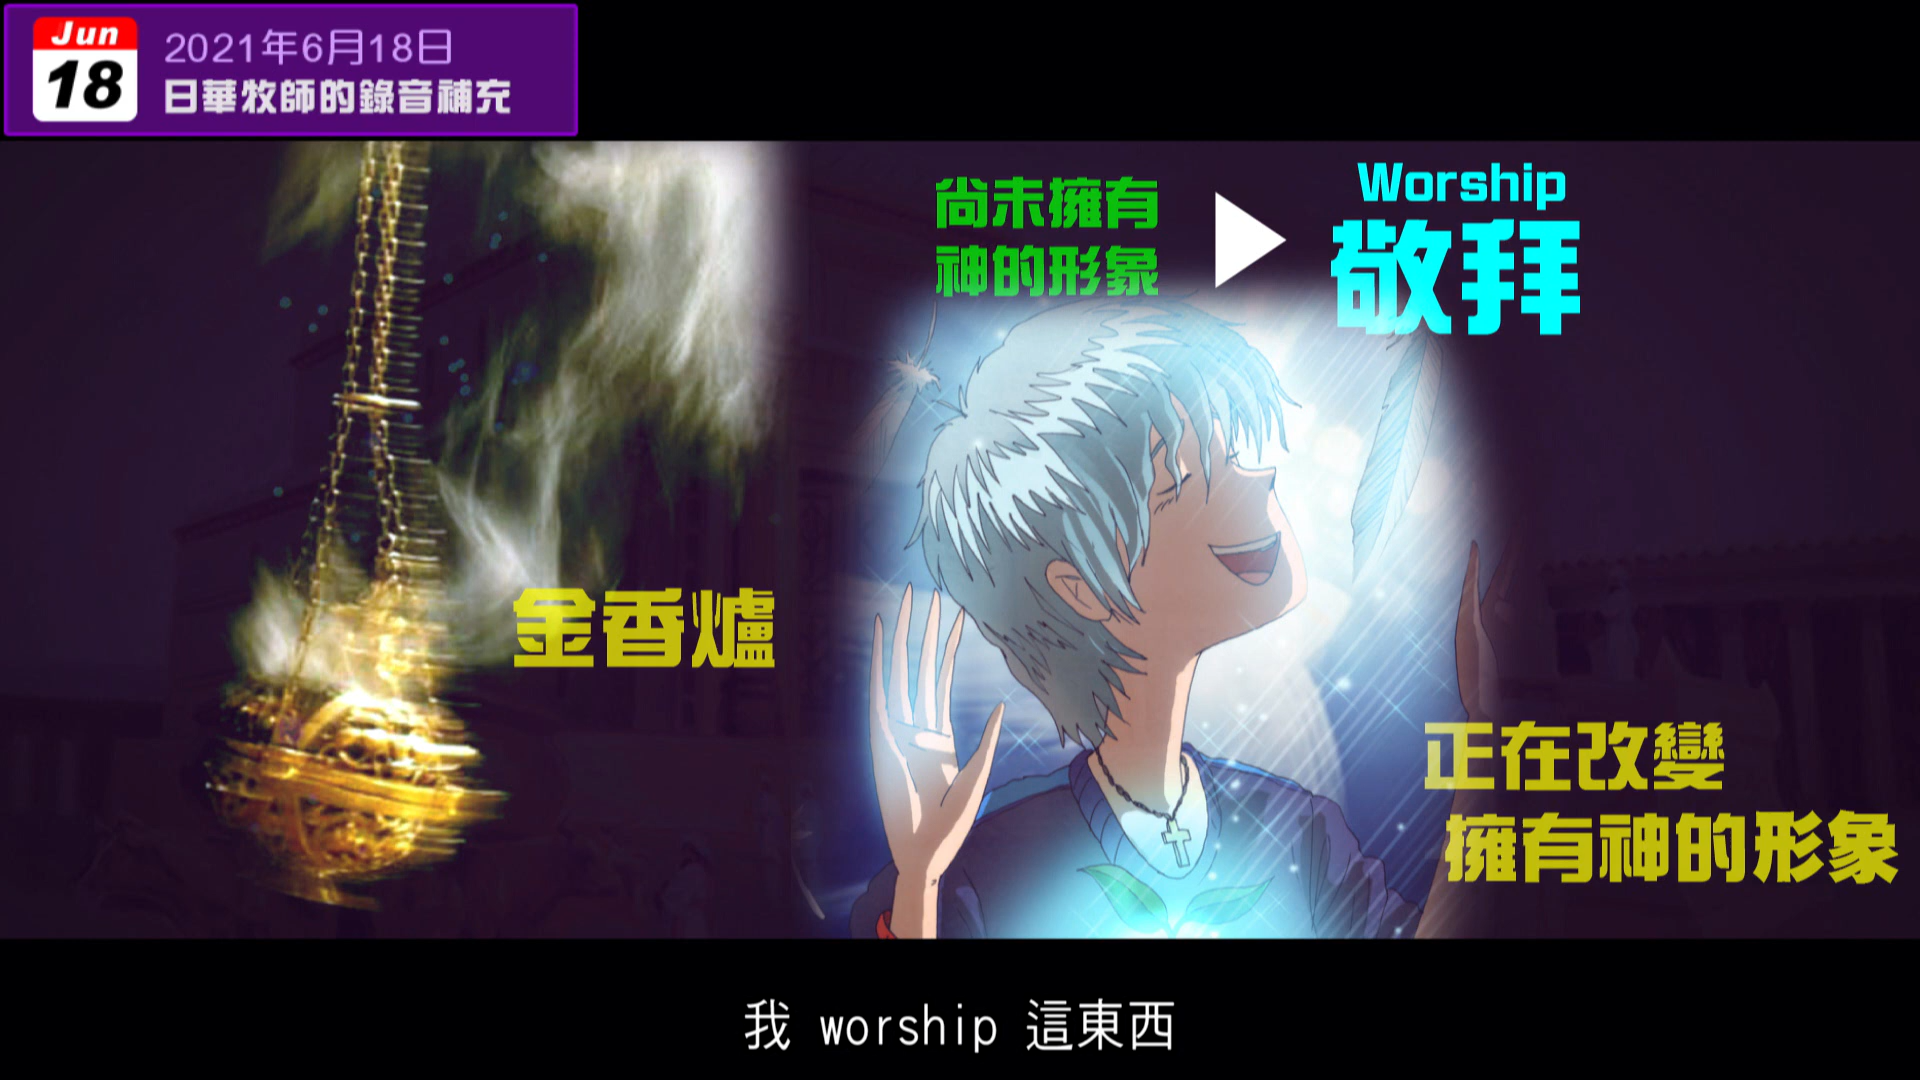 Jun
18
2021年6月18日
日華牧師的錄音補充
尚未擁有
神的形象
Worship
敬拜
金香爐
正在改變
擁有神的形象
我 worship 這東西